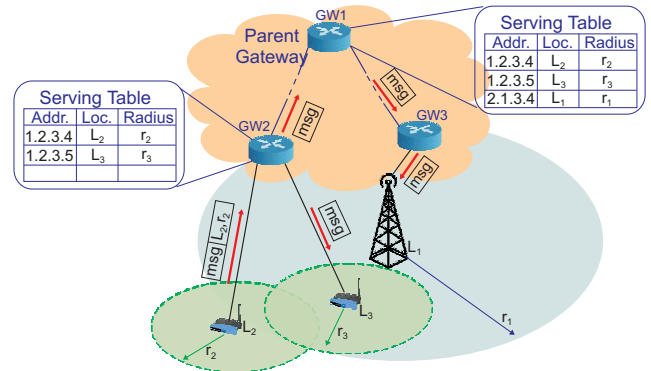 GW1
Parent
Gateway
Serving Table
Addr. Loc. Radius
1.2.3.4 L2 r2
1.2.3.5 L3 r3
2.1.3.4 L1 r1
Serving Table
Addr. Loc. Radius
1.2.3.4 L2 r2
1.2.3.5 L3 r3
GW2
msg
msg
GW3
msg
msg L2,r2
msg
L1
L2
L3
r1
r2
r3